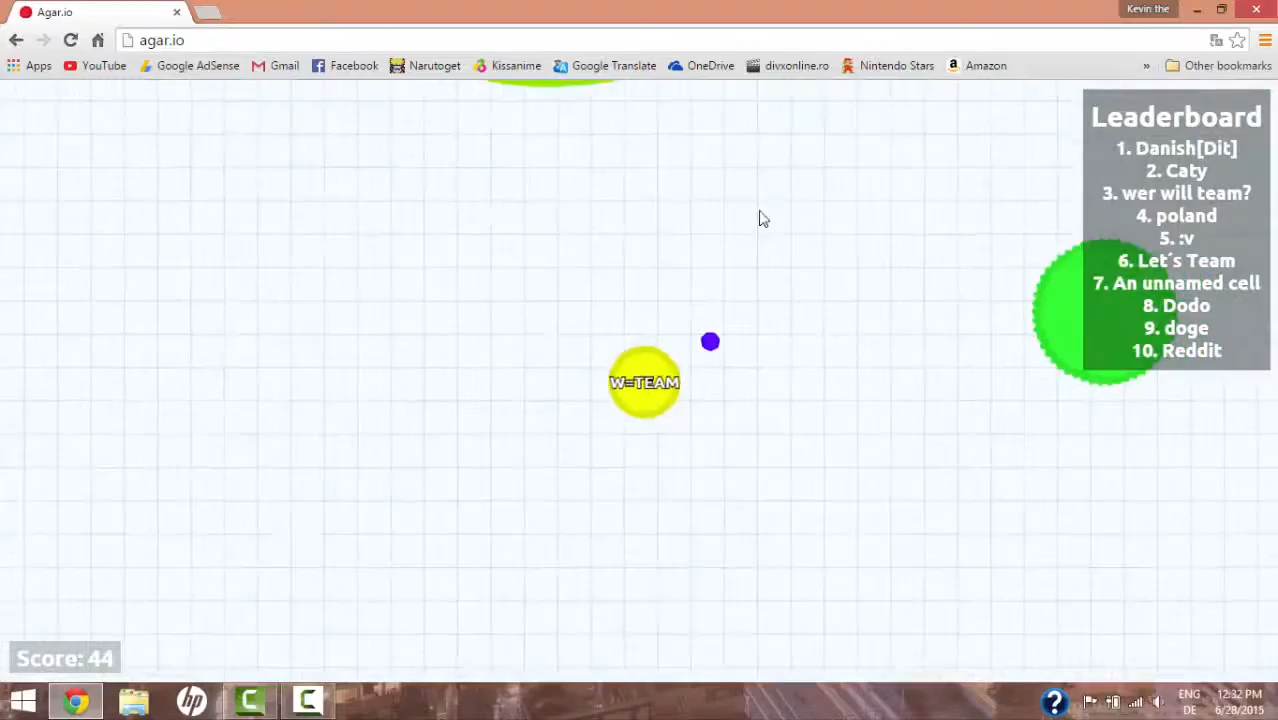 Agar.io
Kevin the
agar.io
Apps YouTube Google AdSense Gmail Facebook Narutoget Kissanime Google Translate OneDrive divxonline.ro Nintendo Stars Amazon » Other bookmarks
Leaderboard
1. Danish[Dit]
2. Caty
3. wer will team?
4. poland
5. :v
6. Let´s Team
7. An unnamed cell
8. Dodo
9. doge
10. Reddit
W=TEAM
Score: 44
hp
ENG 12:32 PM
DE 6/28/2015